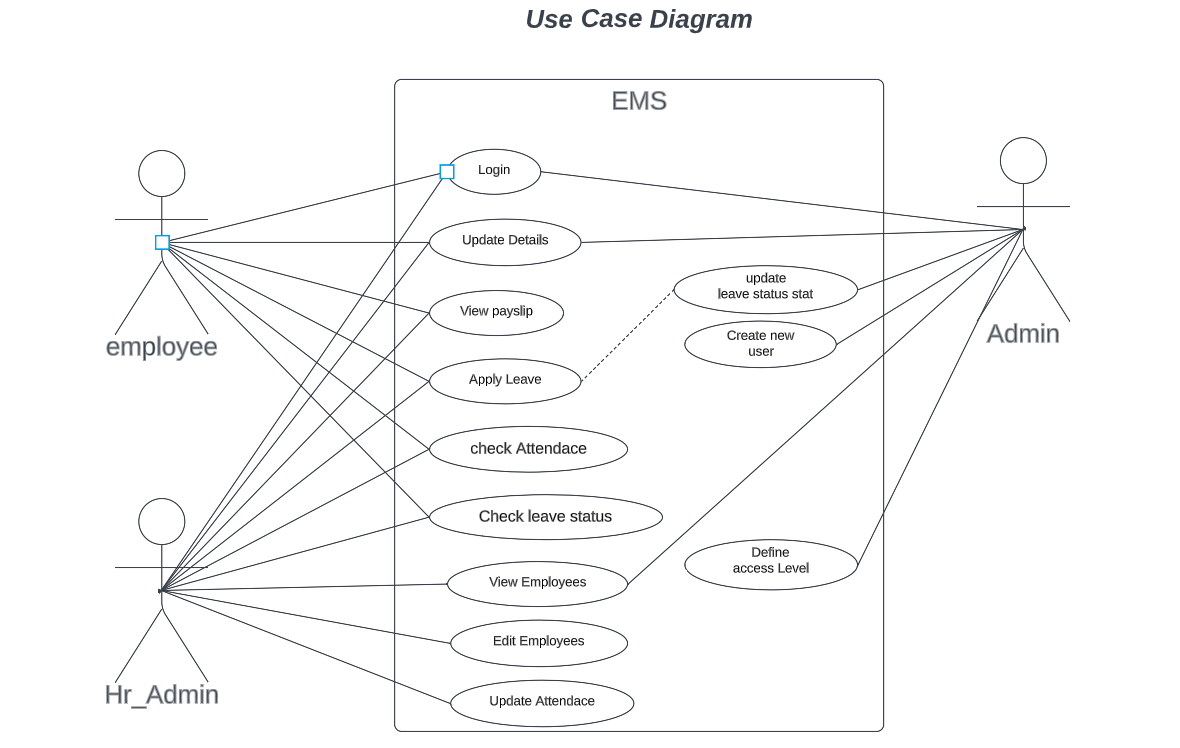 Use Case Diagram
EMS
Login
Update Details
View payslip
update
leave status stat
Create new
user
employee
Admin
Apply Leave
check Attendace
Check leave status
Define
access Level
View Employees
Edit Employees
Hr_Admin
Update Attendace